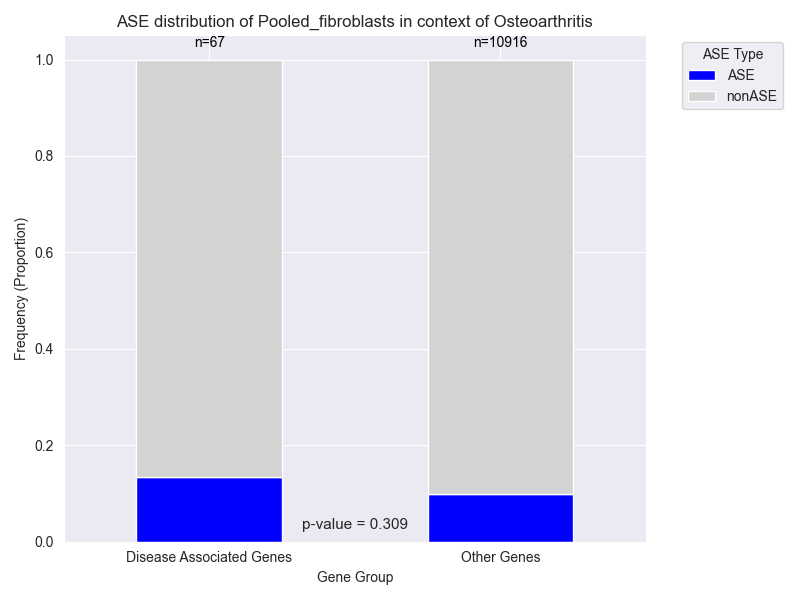 ASE distribution of Pooled_fibroblasts in context of Osteoarthritis
n=67
n=10916
ASE Type
ASE
nonASE
1.0
0.8
0.6
0.4
0.2
0.0
Frequency (Proportion)
p-value = 0.309
Disease Associated Genes
Other Genes
Gene Group